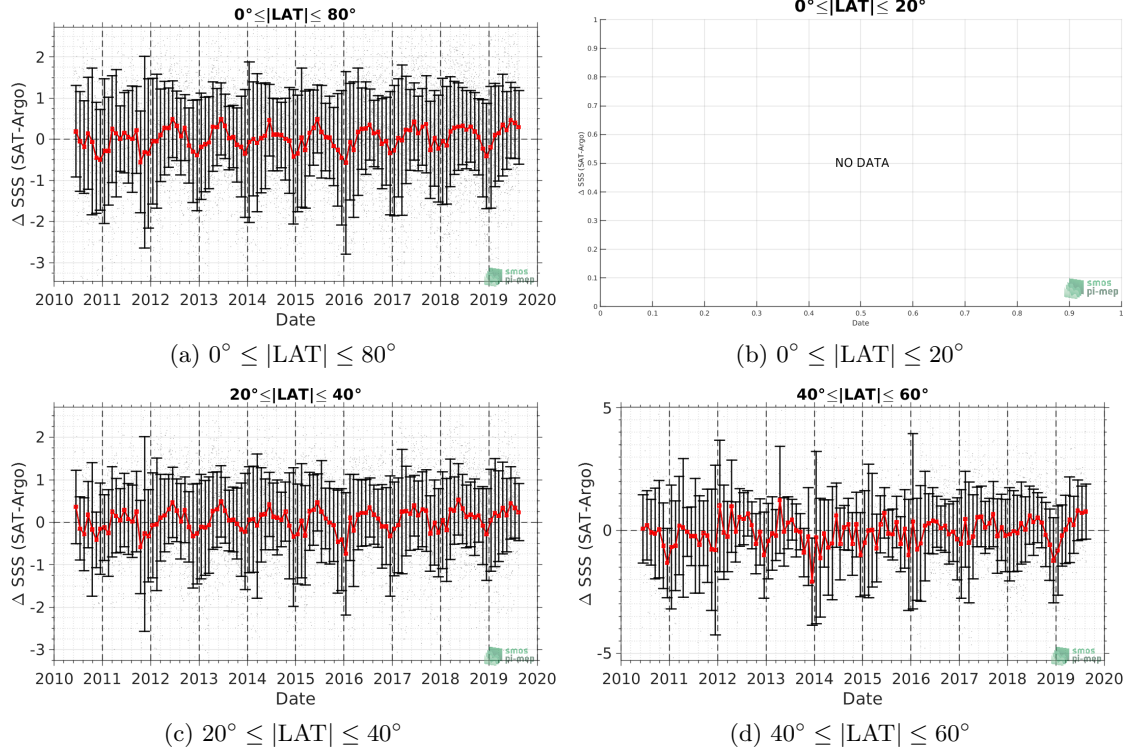 0°≤|LAT|≤ 80°
2
1
0
-1
-2
-3
Δ SSS (SAT-Argo)
2010 2011 2012 2013 2014 2015 2016 2017 2018 2019 2020
Date
smos
pi-mep
(a) 0° ≤ |LAT| ≤ 80°
0°≤|LAT|≤ 20°
1
0.9
0.8
0.7
0.6
0.5
0.4
0.3
0.2
0.1
0
Δ SSS (SAT-Argo)
NO DATA
0 0.1 0.2 0.3 0.4 0.5 0.6 0.7 0.8 0.9 1
Date
smos
pi-mep
(b) 0° ≤ |LAT| ≤ 20°
20°≤|LAT|≤ 40°
2
1
0
-1
-2
-3
Δ SSS (SAT-Argo)
2010 2011 2012 2013 2014 2015 2016 2017 2018 2019 2020
Date
smos
pi-mep
(c) 20° ≤ |LAT| ≤ 40°
40°≤|LAT|≤ 60°
5
0
-5
Δ SSS (SAT-Argo)
2010 2011 2012 2013 2014 2015 2016 2017 2018 2019 2020
Date
smos
pi-mep
(d) 40° ≤ |LAT| ≤ 60°